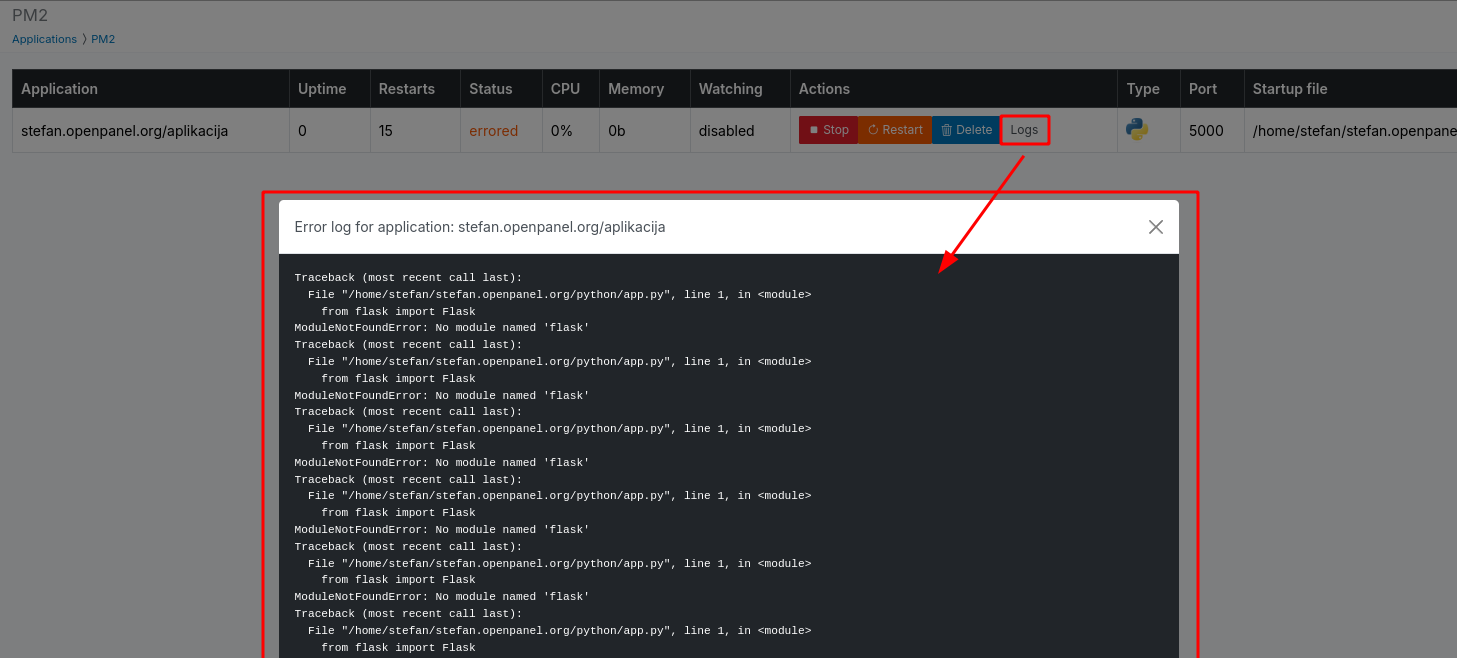 PM2
Applications 〉 PM2
Application Uptime Restarts Status CPU Memory Watching Actions Type Port Startup file
stefan.openpanel.org/aplikacija 0 15 errored 0% 0b disabled Stop Restart Delete Logs 5000 /home/stefan/stefan.openpane
Error log for application: stefan.openpanel.org/aplikacija
Traceback (most recent call last):
  File "/home/stefan/stefan.openpanel.org/python/app.py", line 1, in <module>
    from flask import Flask
ModuleNotFoundError: No module named 'flask'
Traceback (most recent call last):
  File "/home/stefan/stefan.openpanel.org/python/app.py", line 1, in <module>
    from flask import Flask
ModuleNotFoundError: No module named 'flask'
Traceback (most recent call last):
  File "/home/stefan/stefan.openpanel.org/python/app.py", line 1, in <module>
    from flask import Flask
ModuleNotFoundError: No module named 'flask'
Traceback (most recent call last):
  File "/home/stefan/stefan.openpanel.org/python/app.py", line 1, in <module>
    from flask import Flask
ModuleNotFoundError: No module named 'flask'
Traceback (most recent call last):
  File "/home/stefan/stefan.openpanel.org/python/app.py", line 1, in <module>
    from flask import Flask
ModuleNotFoundError: No module named 'flask'
Traceback (most recent call last):
  File "/home/stefan/stefan.openpanel.org/python/app.py", line 1, in <module>
    from flask import Flask